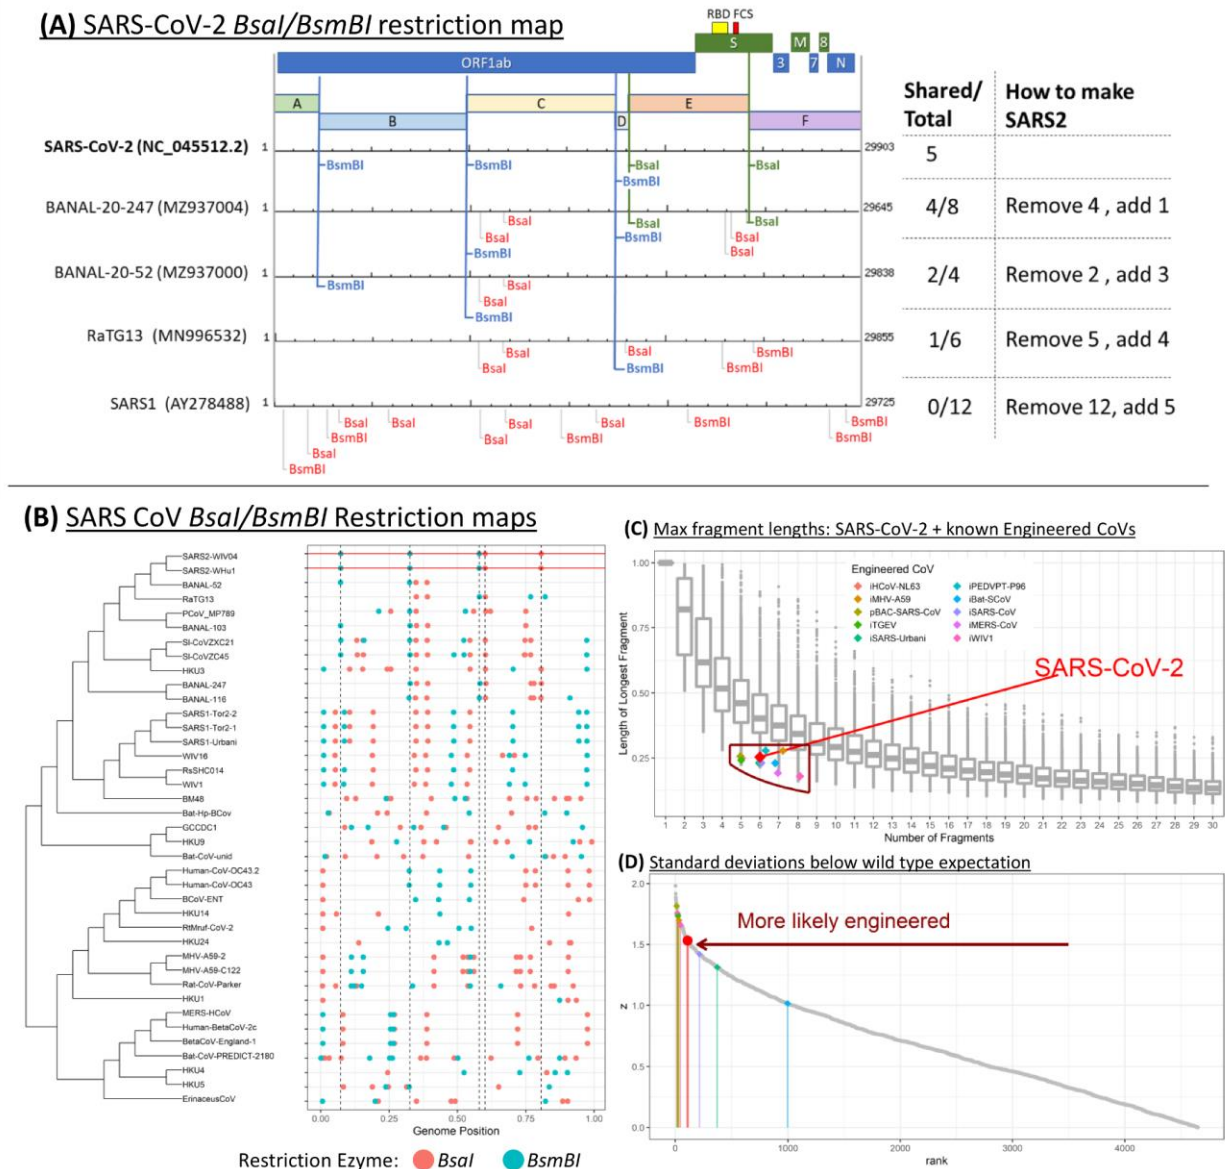 (A) SARS-CoV-2 BsaI/BsmBI restriction map
RBD FCS
S M 8
ORF1ab 3 7 N
A C E
B D F
Shared/Total How to make SARS2
SARS-CoV-2 (NC_045512.2) 1 29903 5
BsmBI BsmBI BsaI BsaI
BsmBI
BANAL-20-247 (MZ937004) 1 29645 4/8 Remove 4 , add 1
BsaI BsaI BsaI
BsaI BsmBI BsaI
BsmBI BsaI
BANAL-20-52 (MZ937000) 1 29838 2/4 Remove 2 , add 3
BsmBI BsaI
BsaI
BsmBI
RaTG13 (MN996532) 1 29855 1/6 Remove 5 , add 4
BsaI BsaI BsmBI
BsaI BsmBI BsmBI
SARS1 (AY278488) 1 29725 0/12 Remove 12, add 5
BsaI BsaI BsaI BsaI BsmBI BsmBI
BsmBI BsaI BsmBI BsmBI
BsaI
BsmBI
(B) SARS CoV BsaI/BsmBI Restriction maps
SARS2-WIV04
SARS2-WHu1
BANAL-52
RaTG13
PCoV_MP789
BANAL-103
Sl-CoVZXC21
Sl-CoVZC45
HKU3
BANAL-247
BANAL-116
SARS1-Tor2-2
SARS1-Tor2-1
SARS1-Urbani
WIV16
RsSHC014
WIV1
BM48
Bat-Hp-BCov
GCCDC1
HKU9
Bat-CoV-unid
Human-CoV-OC43.2
Human-CoV-OC43
BCoV-ENT
HKU14
RtMruf-CoV-2
HKU24
MHV-A59-2
MHV-A59-C122
Rat-CoV-Parker
HKU1
MERS-HCoV
Human-BetaCoV-2c
BetaCoV-England-1
Bat-CoV-PREDICT-2180
HKU4
HKU5
ErinaceusCoV
0.00 0.25 0.50 0.75 1.00
Genome Position
Restriction Ezyme: BsaI BsmBI
(C) Max fragment lengths: SARS-CoV-2 + known Engineered CoVs
Engineered CoV
iHCoV-NL63 iPEDVPT-P96
iMHV-A59 iBat-SCoV
pBAC-SARS-CoV iSARS-CoV
iTGEV iMERS-CoV
iSARS-Urbani iWIV1
SARS-CoV-2
Length of Longest Fragment
1.00
0.75
0.50
0.25
1 2 3 4 5 6 7 8 9 10 11 12 13 14 15 16 17 18 19 20 21 22 23 24 25 26 27 28 29 30
Number of Fragments
(D) Standard deviations below wild type expectation
More likely engineered
z
2.0
1.5
1.0
0.5
0.0
0 1000 2000 3000 4000
rank